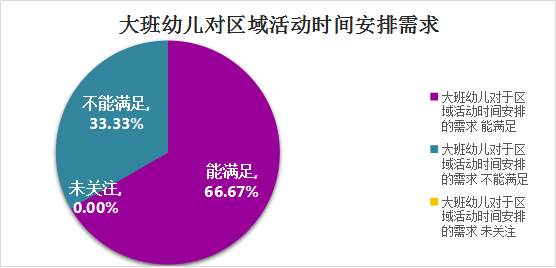 大班幼儿对区域活动时间安排需求
不能满足,
33.33%
能满足,
66.67%
未关注,
0.00%
大班幼儿对于区
域活动时间安排
的需求 能满足
大班幼儿对于区
域活动时间安排
的需求 不能满足
大班幼儿对于区
域活动时间安排
的需求 未关注